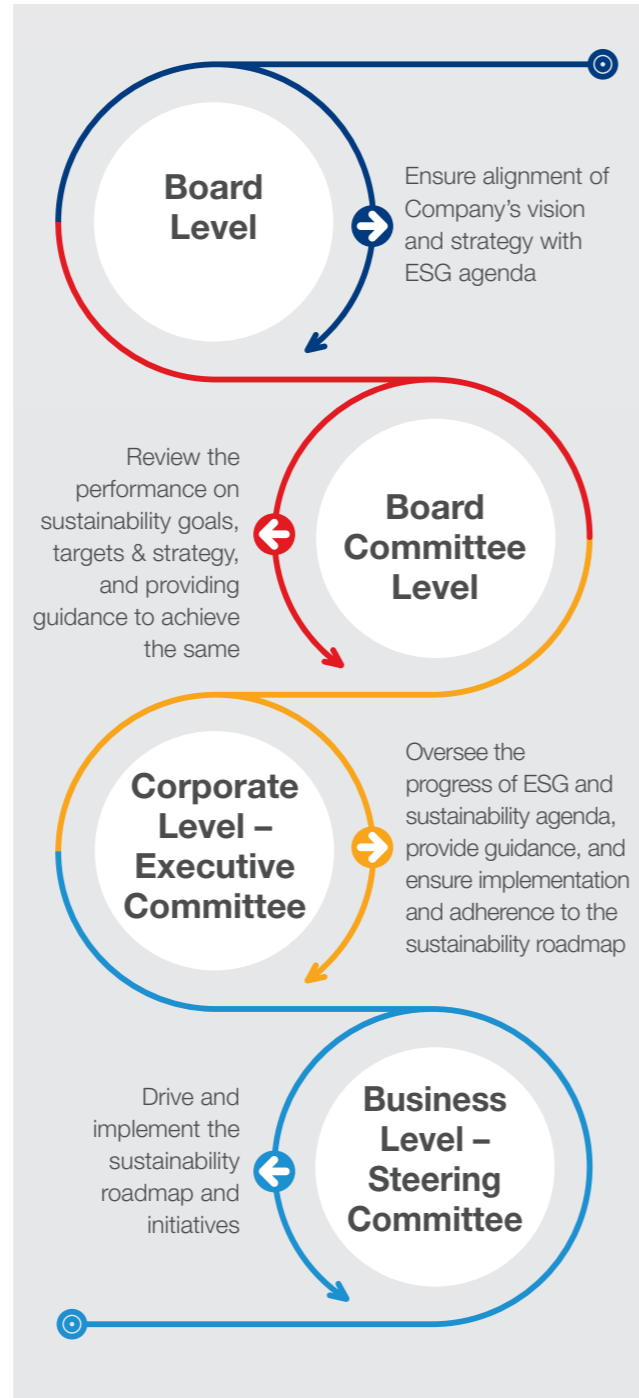 Board
Level
Ensure alignment of
Company’s vision
and strategy with
ESG agenda
Review the
performance on
sustainability goals,
targets & strategy,
and providing
guidance to achieve
the same
Board
Committee
Level
Corporate
Level –
Executive
Committee
Oversee the
progress of ESG and
sustainability agenda,
provide guidance, and
ensure implementation
and adherence to the
sustainability roadmap
Drive and
implement the
sustainability
roadmap and
initiatives
Business
Level –
Steering
Committee